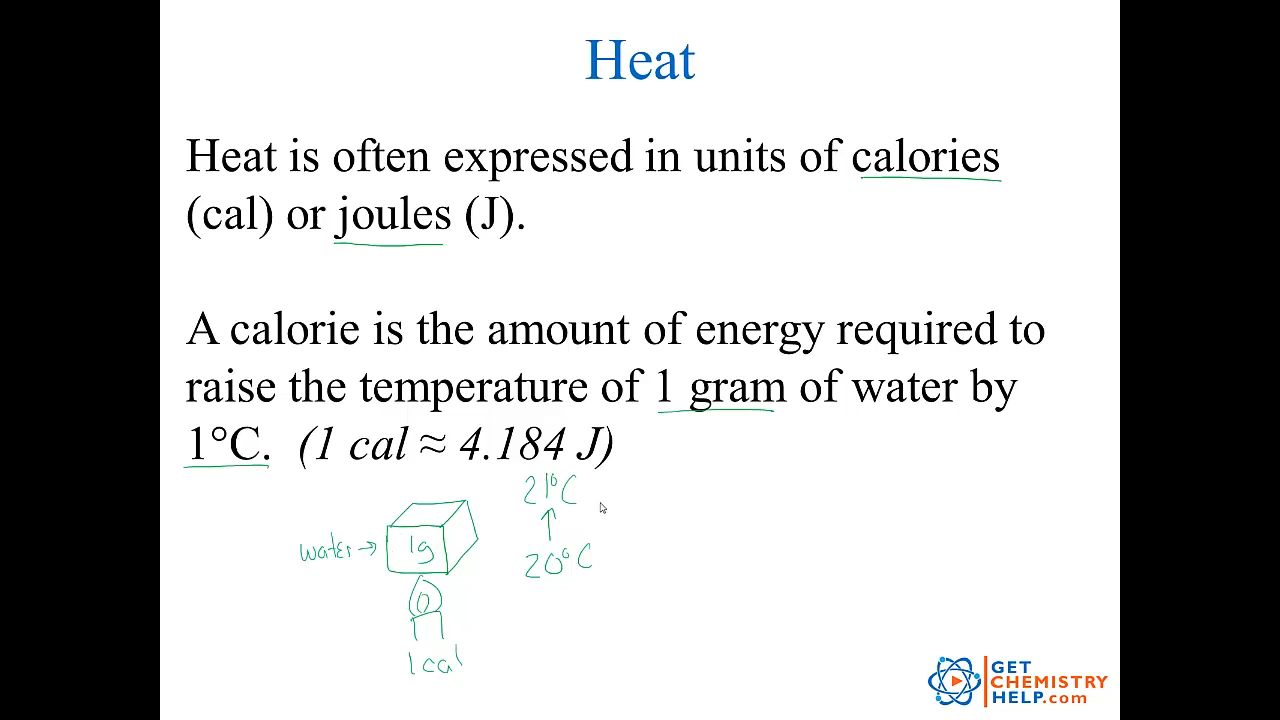 Heat
Heat is often expressed in units of calories
(cal) or joules (J).
A calorie is the amount of energy required to
raise the temperature of 1 gram of water by
1°C. (1 cal ≈ 4.184 J)
21°C
water → 1g
20°C
1cal
GET
CHEMISTRY
HELP.com